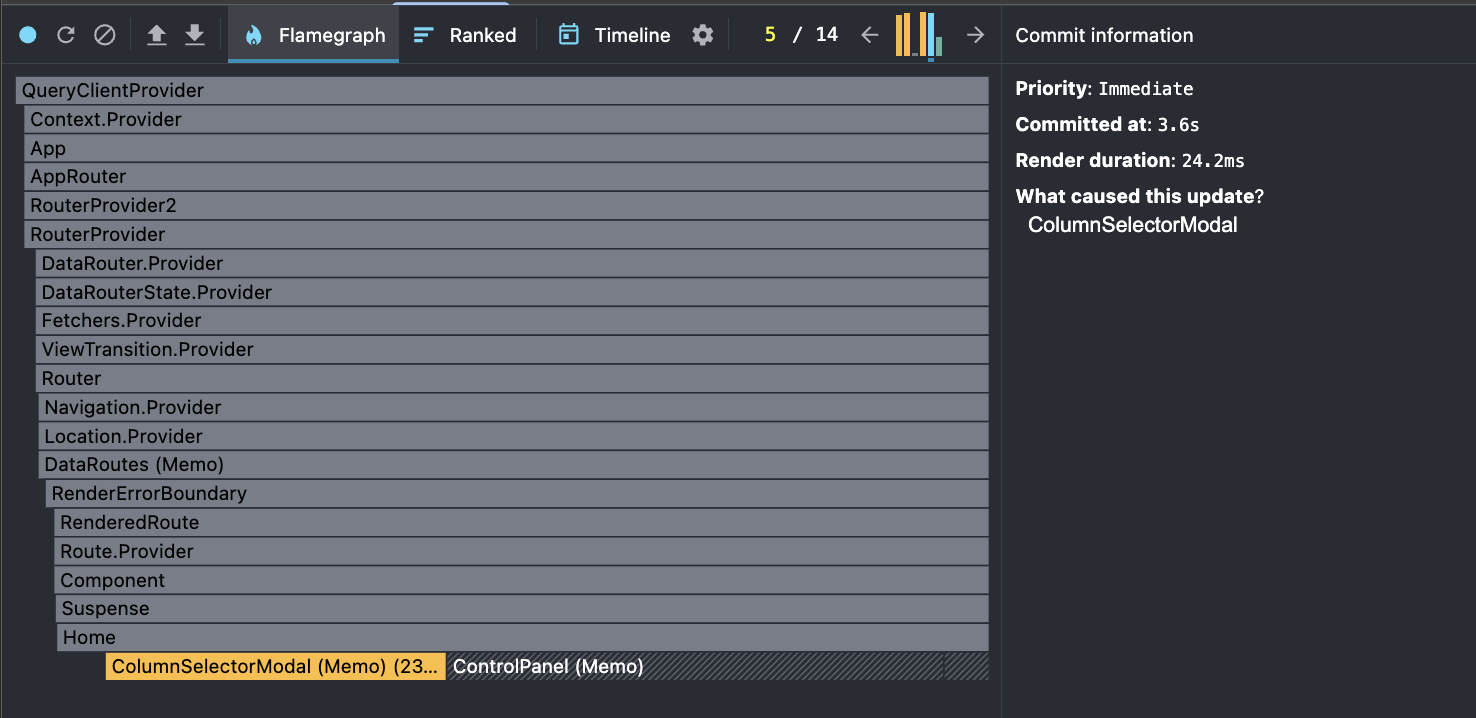 Flamegraph Ranked Timeline 5 / 14 Commit information
QueryClientProvider
Context.Provider
App
AppRouter
RouterProvider2
RouterProvider
DataRouter.Provider
DataRouterState.Provider
Fetchers.Provider
ViewTransition.Provider
Router
Navigation.Provider
Location.Provider
DataRoutes (Memo)
RenderErrorBoundary
RenderedRoute
Route.Provider
Component
Suspense
Home
ColumnSelectorModal (Memo) (23... ControlPanel (Memo)
Priority: Immediate
Committed at: 3.6s
Render duration: 24.2ms
What caused this update?
ColumnSelectorModal